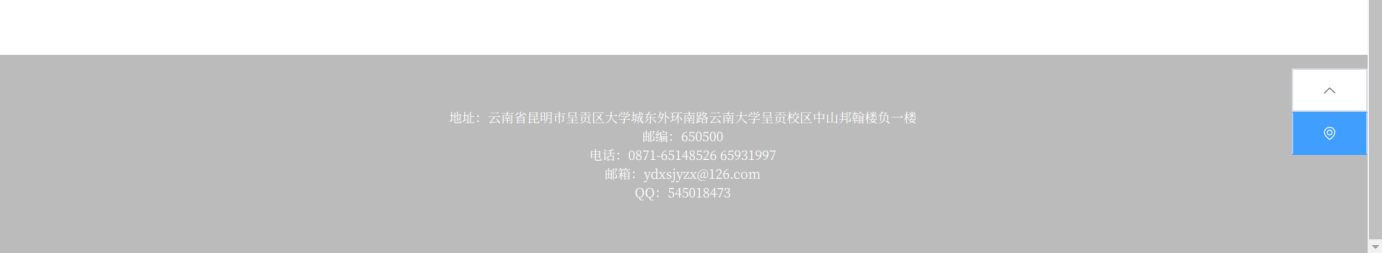 地址：云南省昆明市呈贡区大学城东外环南路云南大学呈贡校区中山邦翰楼负一楼
邮编：650500
电话：0871-65148526 65931997
邮箱：ydxsjyzx@126.com
QQ：545018473